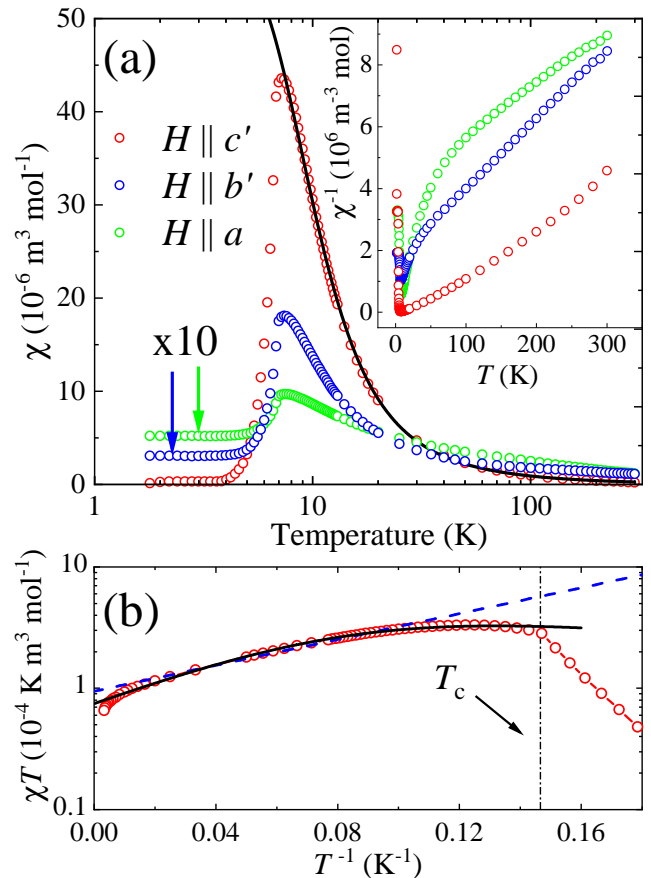 (a)
H || c′
H || b′
H || a
x10
χ (10⁻⁶ m³ mol⁻¹)
50
40
30
20
10
0
1
10
100
Temperature (K)
χ⁻¹ (10⁶ m⁻³ mol)
8
6
4
2
0
0
100
200
300
T (K)
(b)
χT (10⁻⁴ K m³ mol⁻¹)
10
1
0.1
T_c
0.00
0.04
0.08
0.12
0.16
T⁻¹ (K⁻¹)